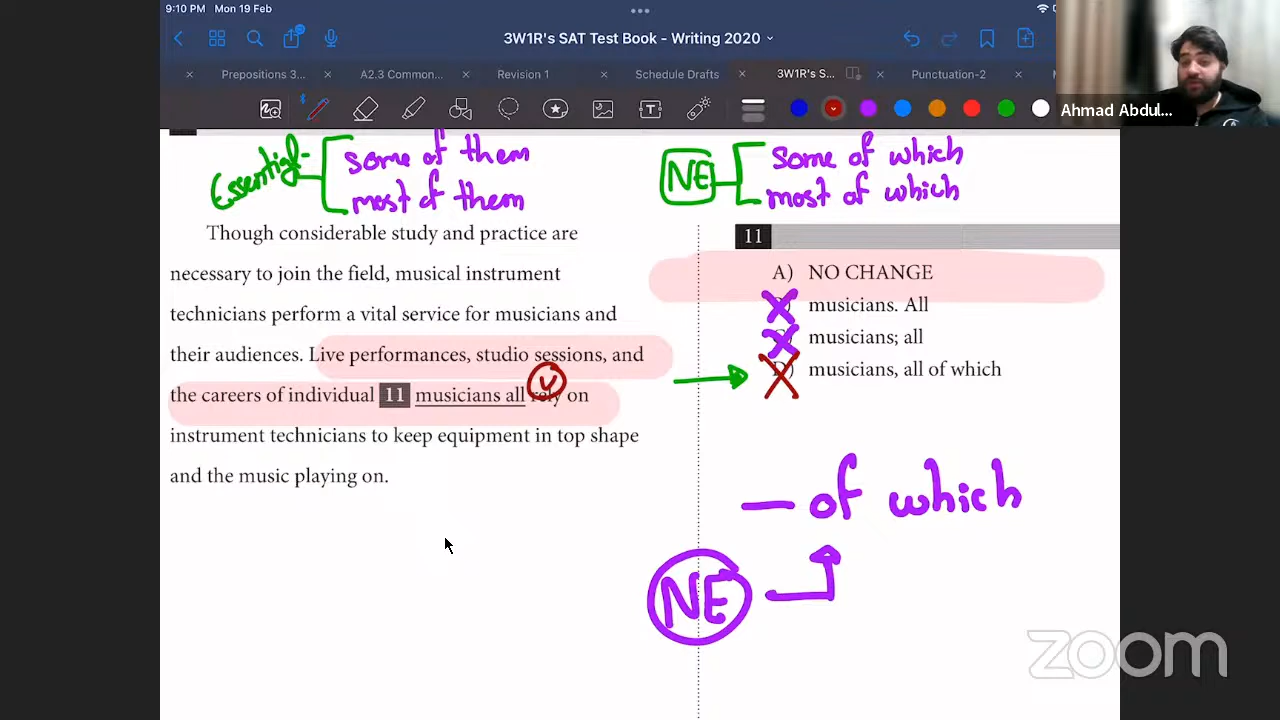 9:10 PM Mon 19 Feb
3W1R's SAT Test Book - Writing 2020
Prepositions 3...
A2.3 Common...
Revision 1
Schedule Drafts
3W1R's S...
Punctuation-2
Ahmad Abdul...
Essential
some of them
most of them
NE
some of which
most of which
Though considerable study and practice are
necessary to join the field, musical instrument
technicians perform a vital service for musicians and
their audiences. Live performances, studio sessions, and
the careers of individual 11 musicians all rely on
instrument technicians to keep equipment in top shape
and the music playing on.
V
11
A) NO CHANGE
musicians. All
musicians; all
D) musicians, all of which
— of which
NE
zoom